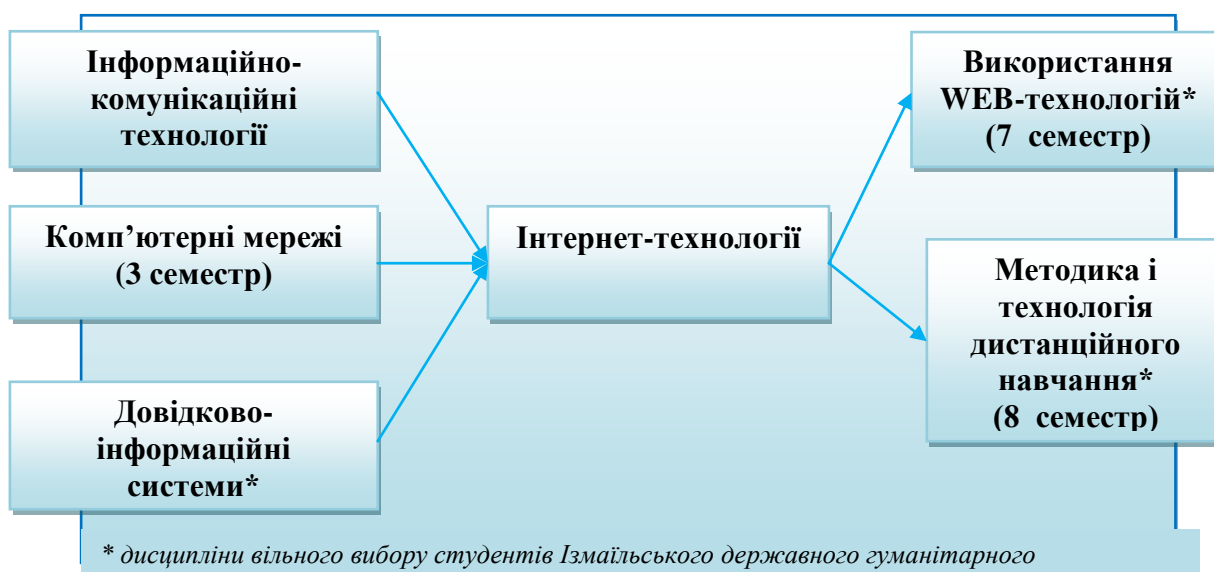 Інформаційно-
комунікаційні
технології
Комп’ютерні мережі
(3 семестр)
Довідково-
інформаційні
системи*
Інтернет-технології
Використання
WEB-технологій*
(7 семестр)
Методика і
технологія
дистанційного
навчання*
(8 семестр)
* дисципліни вільного вибору студентів Ізмаїльського державного гуманітарного